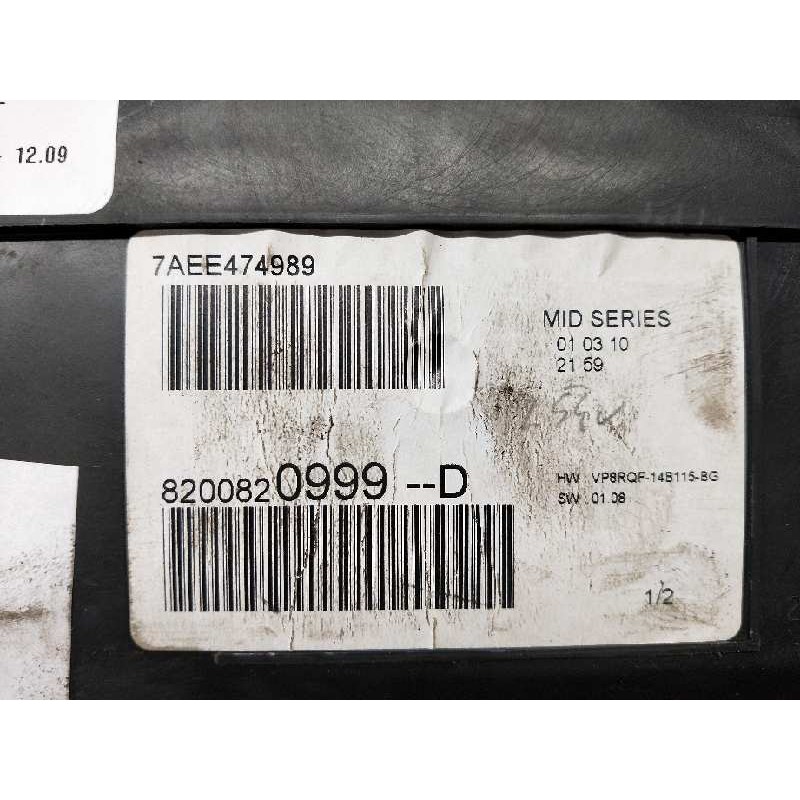 - 12.09
7AEE474989
MID SERIES
01 03 10
21 59
8200820999 --D
HW : VP8RQF-14B115-BG
SW : 01.08
1/2